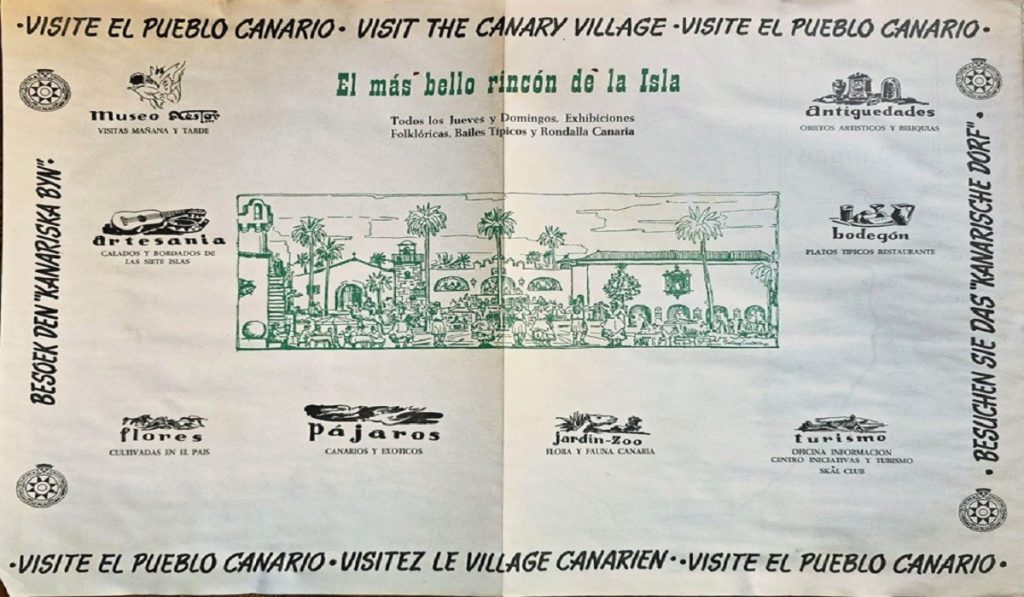 ·VISITE EL PUEBLO CANARIO· VISIT THE CANARY VILLAGE ·VISITE EL PUEBLO CANARIO·
El más bello rincón de la Isla
Todos los Jueves y Domingos, Exhibiciones
Folklóricas, Bailes Típicos y Rondalla Canaria
Museo Nestor
VISITAS MAÑANA Y TARDE
Antiguedades
OBJETOS ARTISTICOS Y RELIQUIAS
BESOEK DEN "KANARISKA BYN"·
artesania
CALADOS Y BORDADOS DE
LAS SIETE ISLAS
bodegón
PLATOS TIPICOS RESTAURANTE
· BESUCHEN SIE DAS "KANARISCHE DORF"·
flores
CULTIVADAS EN EL PAIS
Pájaros
CANARIOS Y EXOTICOS
Jardin-Zoo
FLORA Y FAUNA CANARIA
turismo
OFICINA INFORMACION
CENTRO INICIATIVAS Y TURISMO
SKÅL CLUB
·VISITE EL PUEBLO CANARIO·VISITEZ LE VILLAGE CANARIEN··VISITE EL PUEBLO CANARIO·